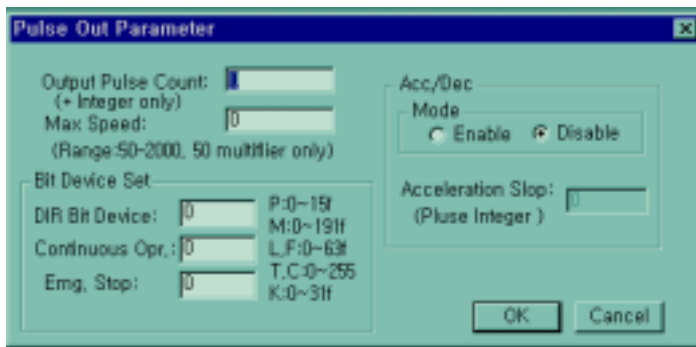 Pulse Out Parameter
Output Pulse Count:
(+ Integer only)
Max Speed: 0
(Range:50~2000, 50 multiflier only)
Bit Device Set
DIR Bit Device: 0
Continuous Opr,: 0
Emg, Stop: 0
P:0~15f
M:0~191f
L,F:0~63f
T,C:0~255
K:0~31f
Acc/Dec
Mode
Enable Disable
Acceleration Slop: 0
(Pluse Integer )
OK Cancel